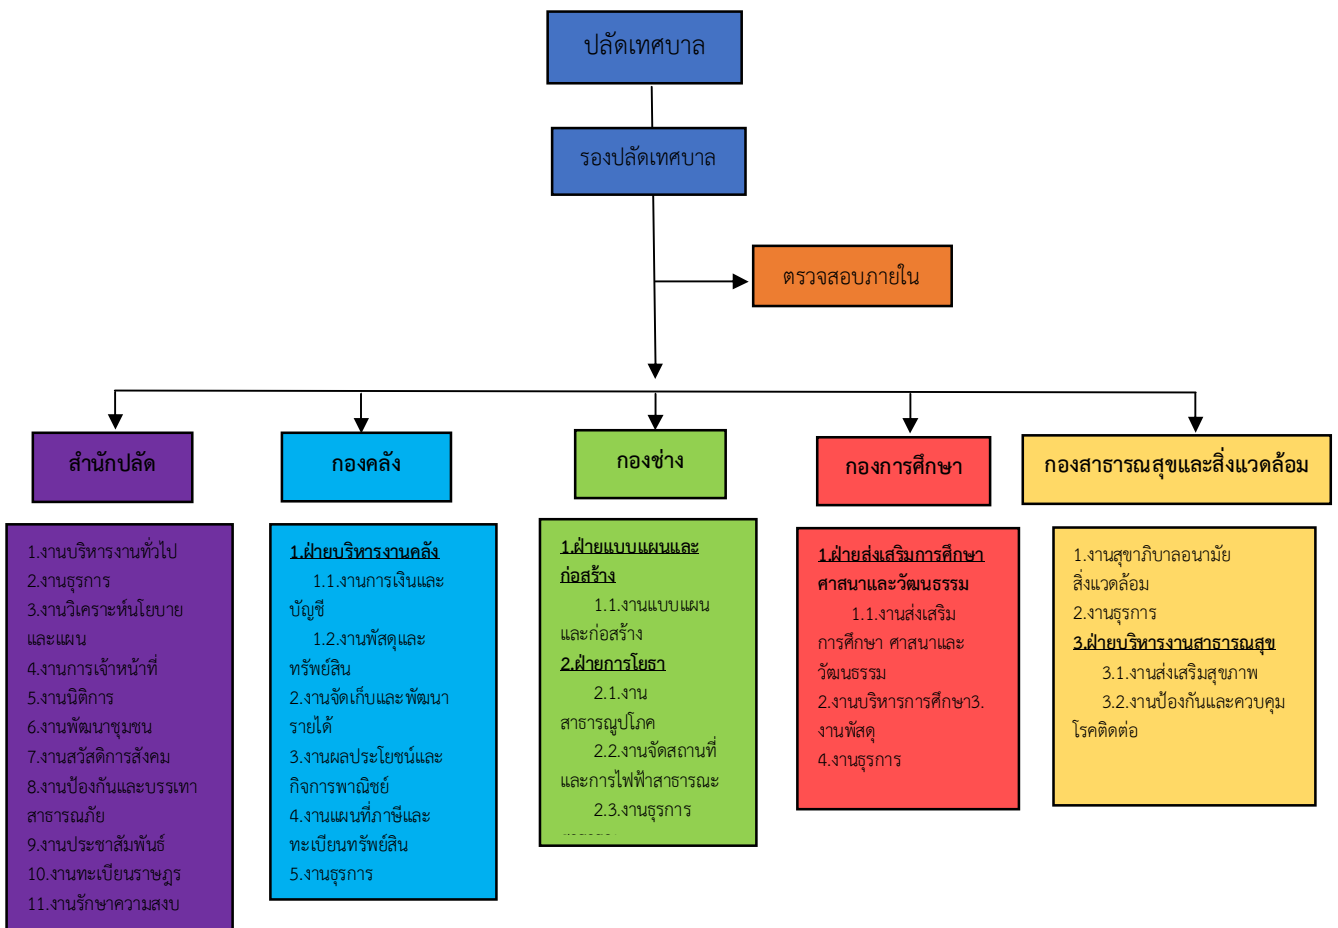 ปลัดเทศบาล
รองปลัดเทศบาล
ตรวจสอบภายใน
สำนักปลัด
กองคลัง
กองช่าง
กองการศึกษา
กองสาธารณสุขและสิ่งแวดล้อม
1.งานบริหารงานทั่วไป
2.งานธุรการ
3.งานวิเคราะห์นโยบาย
และแผน
4.งานการเจ้าหน้าที่
5.งานนิติการ
6.งานพัฒนาชุมชน
7.งานสวัสดิการสังคม
8.งานป้องกันและบรรเทา
สาธารณภัย
9.งานประชาสัมพันธ์
10.งานทะเบียนราษฎร
11.งานรักษาความสงบ
1.ฝ่ายบริหารงานคลัง
1.1.งานการเงินและ
บัญชี
1.2.งานพัสดุและ
ทรัพย์สิน
2.งานจัดเก็บและพัฒนา
รายได้
3.งานผลประโยชน์และ
กิจการพาณิชย์
4.งานแผนที่ภาษีและ
ทะเบียนทรัพย์สิน
5.งานธุรการ
1.ฝ่ายแบบแผนและ
ก่อสร้าง
1.1.งานแบบแผน
และก่อสร้าง
2.ฝ่ายการโยธา
2.1.งาน
สาธารณูปโภค
2.2.งานจัดสถานที่
และการไฟฟ้าสาธารณะ
2.3.งานธุรการ
1.ฝ่ายส่งเสริมการศึกษา
ศาสนาและวัฒนธรรม
1.1.งานส่งเสริม
การศึกษา ศาสนาและ
วัฒนธรรม
2.งานบริหารการศึกษา3.
งานพัสดุ
4.งานธุรการ
1.งานสุขาภิบาลอนามัย
สิ่งแวดล้อม
2.งานธุรการ
3.ฝ่ายบริหารงานสาธารณสุข
3.1.งานส่งเสริมสุขภาพ
3.2.งานป้องกันและควบคุม
โรคติดต่อ